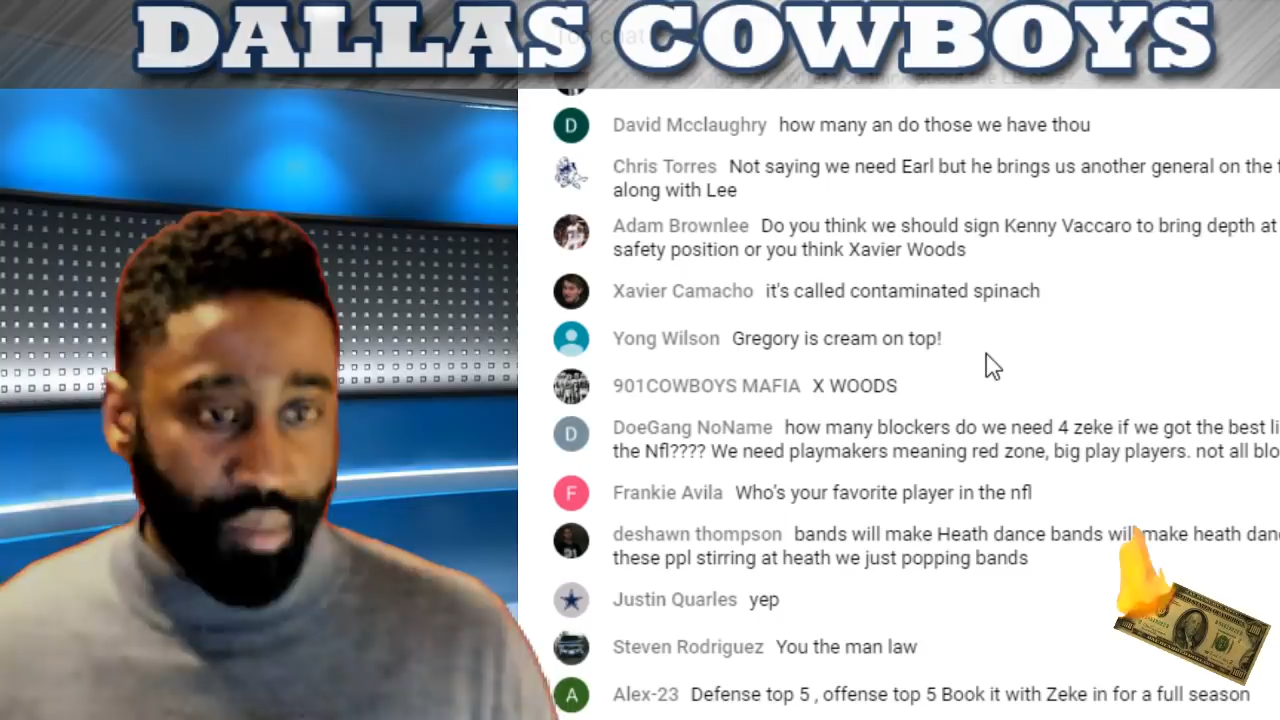 DALLAS COWBOYS
Top chat
David Mcclaughry how many an do those we have thou
Chris Torres Not saying we need Earl but he brings us another general on the f
along with Lee
Adam Brownlee Do you think we should sign Kenny Vaccaro to bring depth at
safety position or you think Xavier Woods
Xavier Camacho it's called contaminated spinach
Yong Wilson Gregory is cream on top!
901COWBOYS MAFIA X WOODS
D DoeGang NoName how many blockers do we need 4 zeke if we got the best li
the Nfl???? We need playmakers meaning red zone, big play players. not all blo
F Frankie Avila Who's your favorite player in the nfl
deshawn thompson bands will make Heath dance bands will make heath dan
these ppl stirring at heath we just popping bands
Justin Quarles yep
Steven Rodriguez You the man law
A Alex-23 Defense top 5 , offense top 5 Book it with Zeke in for a full season